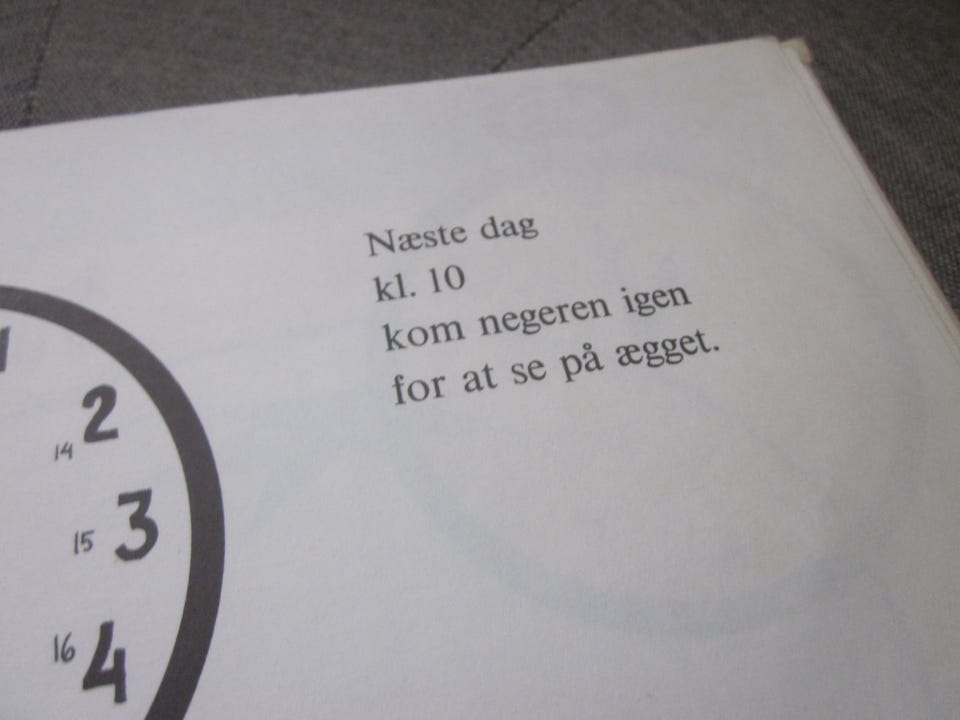 Næste dag
kl. 10
kom negeren igen
for at se på ægget.
2
14
3
15
16
4